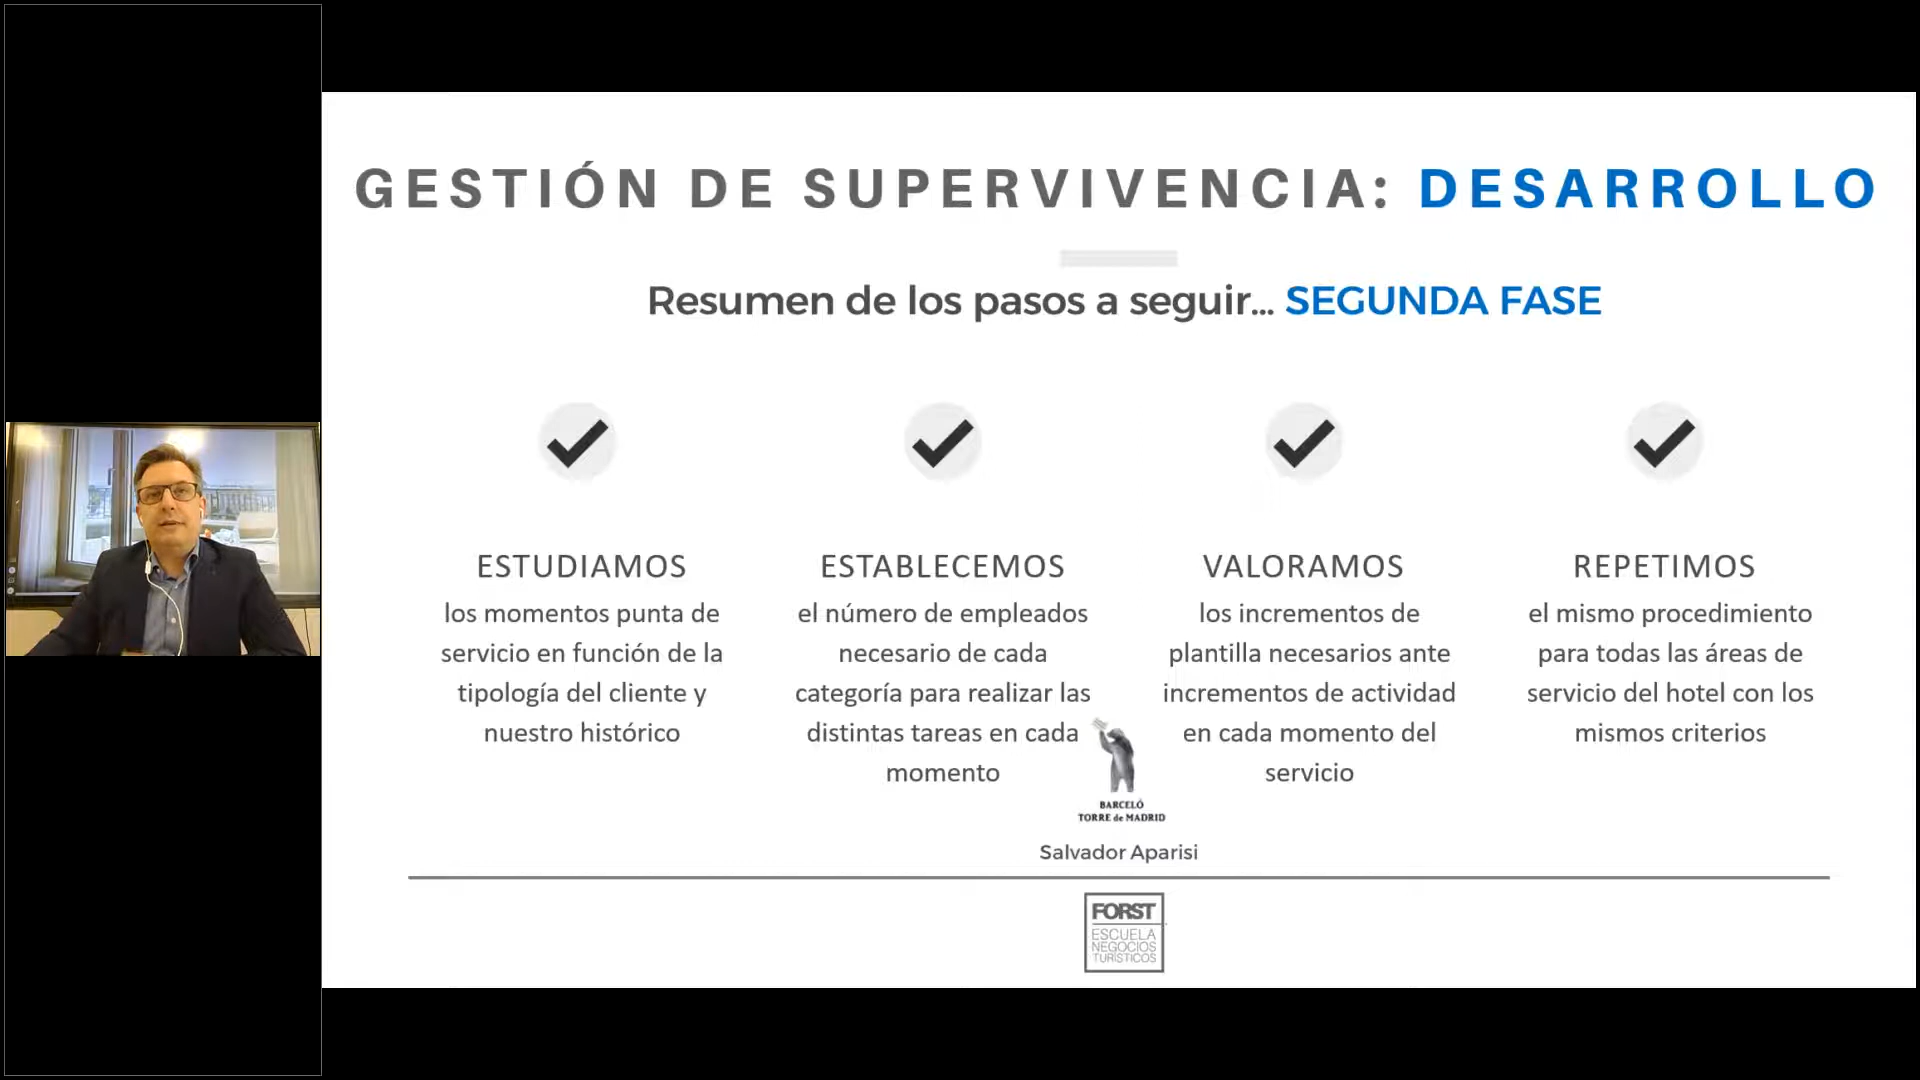 GESTIÓN DE SUPERVIVENCIA: DESARROLLO
Resumen de los pasos a seguir... SEGUNDA FASE
ESTUDIAMOS
los momentos punta de
servicio en función de la
tipología del cliente y
nuestro histórico
ESTABLECEMOS
el número de empleados
necesario de cada
categoría para realizar las
distintas tareas en cada
momento
VALORAMOS
los incrementos de
plantilla necesarios ante
incrementos de actividad
en cada momento del
servicio
REPETIMOS
el mismo procedimiento
para todas las áreas de
servicio del hotel con los
mismos criterios
BARCELÓ
TORRE de MADRID
Salvador Aparisi
FORST
ESCUELA
NEGOCIOS
TURÍSTICOS